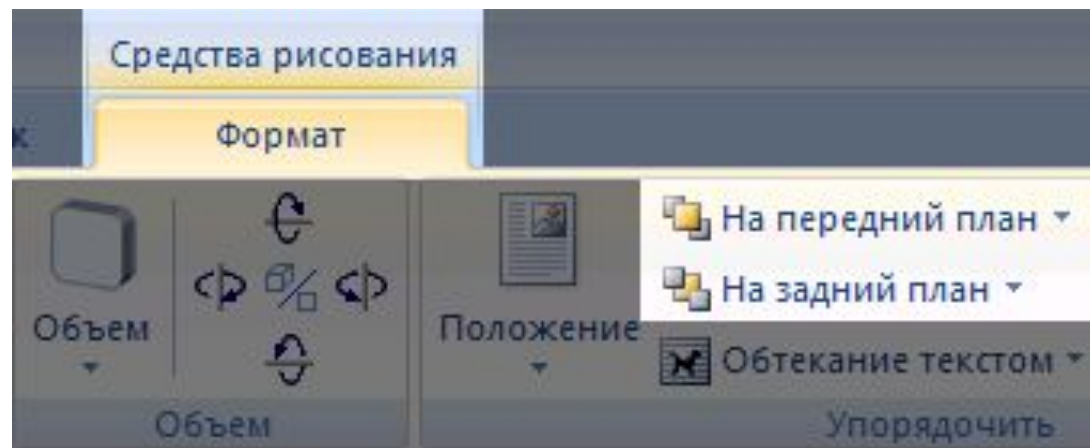 Средства рисования
к
Формат
На передний план
На задний план
Объем
Положение
Обтекание текстом
Объем
Упорядочить